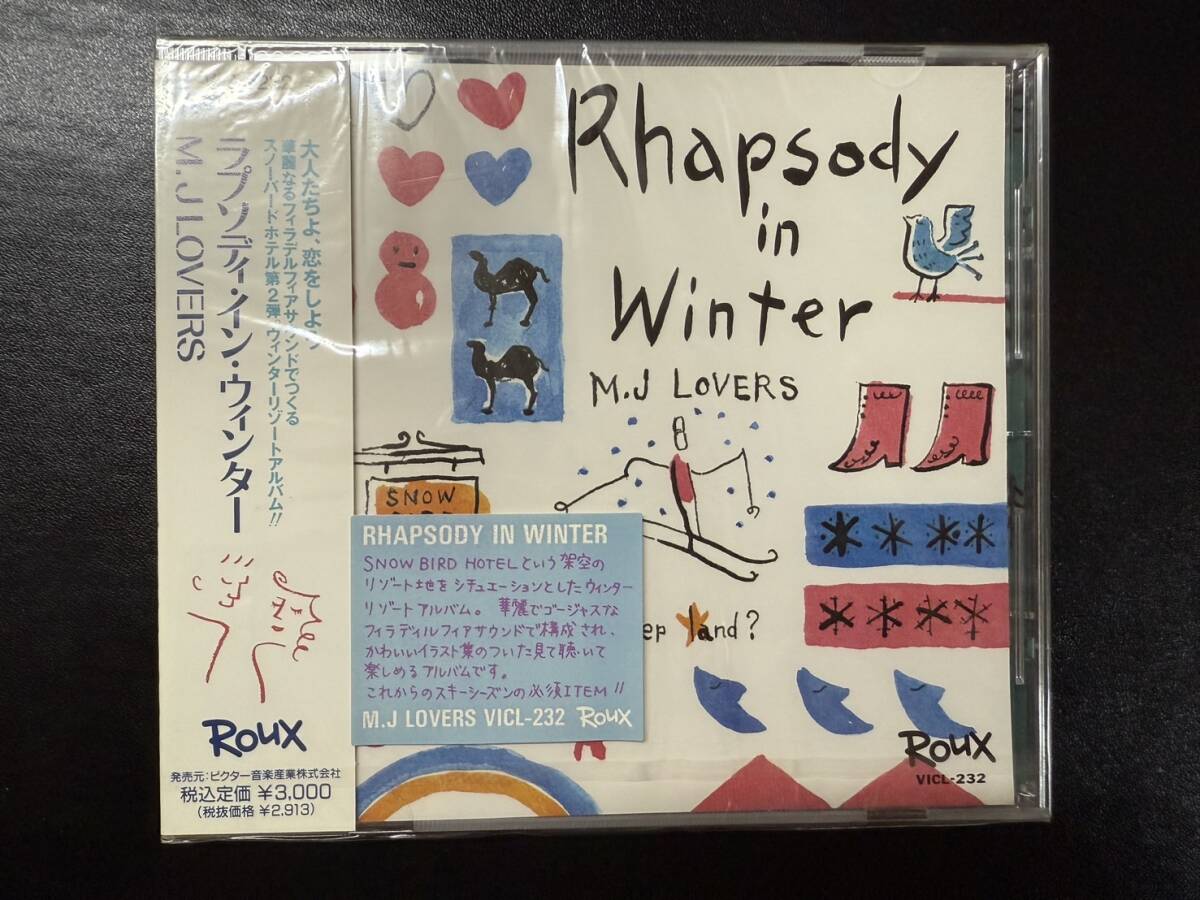 大人たちよ、恋をしよう
華麗なるフィラデルフィアサウンドでつくる
スノーバードホテル第2弾、ウィンターリゾートアルバム!!
ラプソディ・イン・ウィンター
M.J LOVERS
Roux
発売元:ビクター音楽産業株式会社
税込定価 ¥3,000
(税抜価格 ¥2,913)
Rhapsody
in
Winter
M.J LOVERS
SNOW
land?
RHAPSODY IN WINTER
SNOW BIRD HOTELという架空の
リゾート地をシチュエーションとしたウィンター
リゾートアルバム。華麗でゴージャスな
フィラディルフィアサウンドで構成され、
かわいいイラスト集のついた見て聴いて
楽しめるアルバムです。
これからのスキーシーズンの必須ITEM!!
M.J LOVERS VICL-232 Roux
Roux
VICL-232